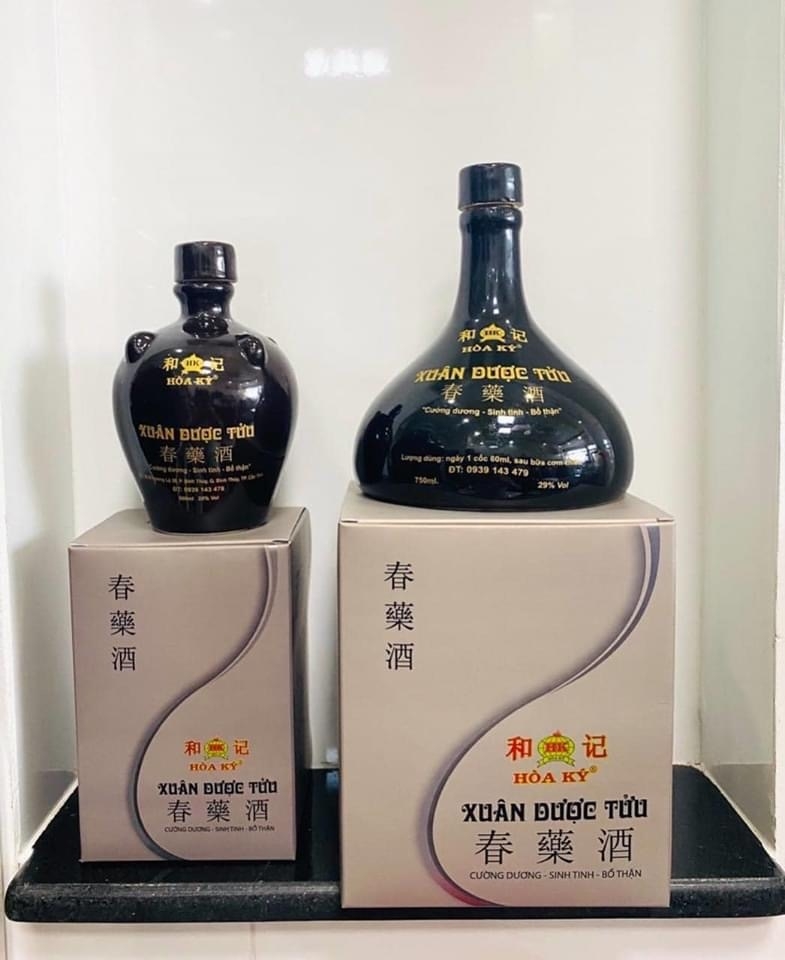 和 HK 记
HÒA KÝ®
XUÂN DƯỢC TỬU
春藥酒
"Cường dương - Sinh tinh - Bổ thận"
ĐT: 0939 143 479
500ml 29% Vol
和 HK 记
HÒA KÝ®
XUÂN DƯỢC TỬU
春藥酒
"Cường dương - Sinh tinh - Bổ thận"
Lượng dùng: ngày 1 cốc 60ml, sau bữa cơm
ĐT: 0939 143 479
750ml. 29% Vol
春
藥
酒
和 HK 记
HÒA KÝ®
XUÂN DƯỢC TỬU
春藥酒
CƯỜNG DƯƠNG - SINH TINH - BỔ THẬN
春
藥
酒
和 HK 记
HOA KY
HÒA KÝ®
XUÂN DƯỢC TỬU
春藥酒
CƯỜNG DƯƠNG - SINH TINH - BỔ THẬN